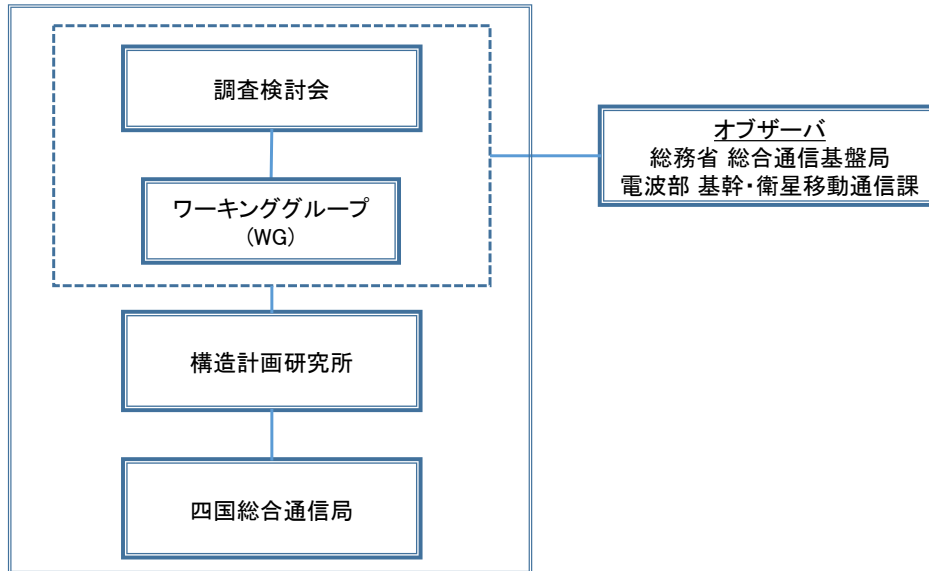 調査検討会
ワーキンググループ
(WG)
オブザーバ
総務省 総合通信基盤局
電波部 基幹・衛星移動通信課
構造計画研究所
四国総合通信局